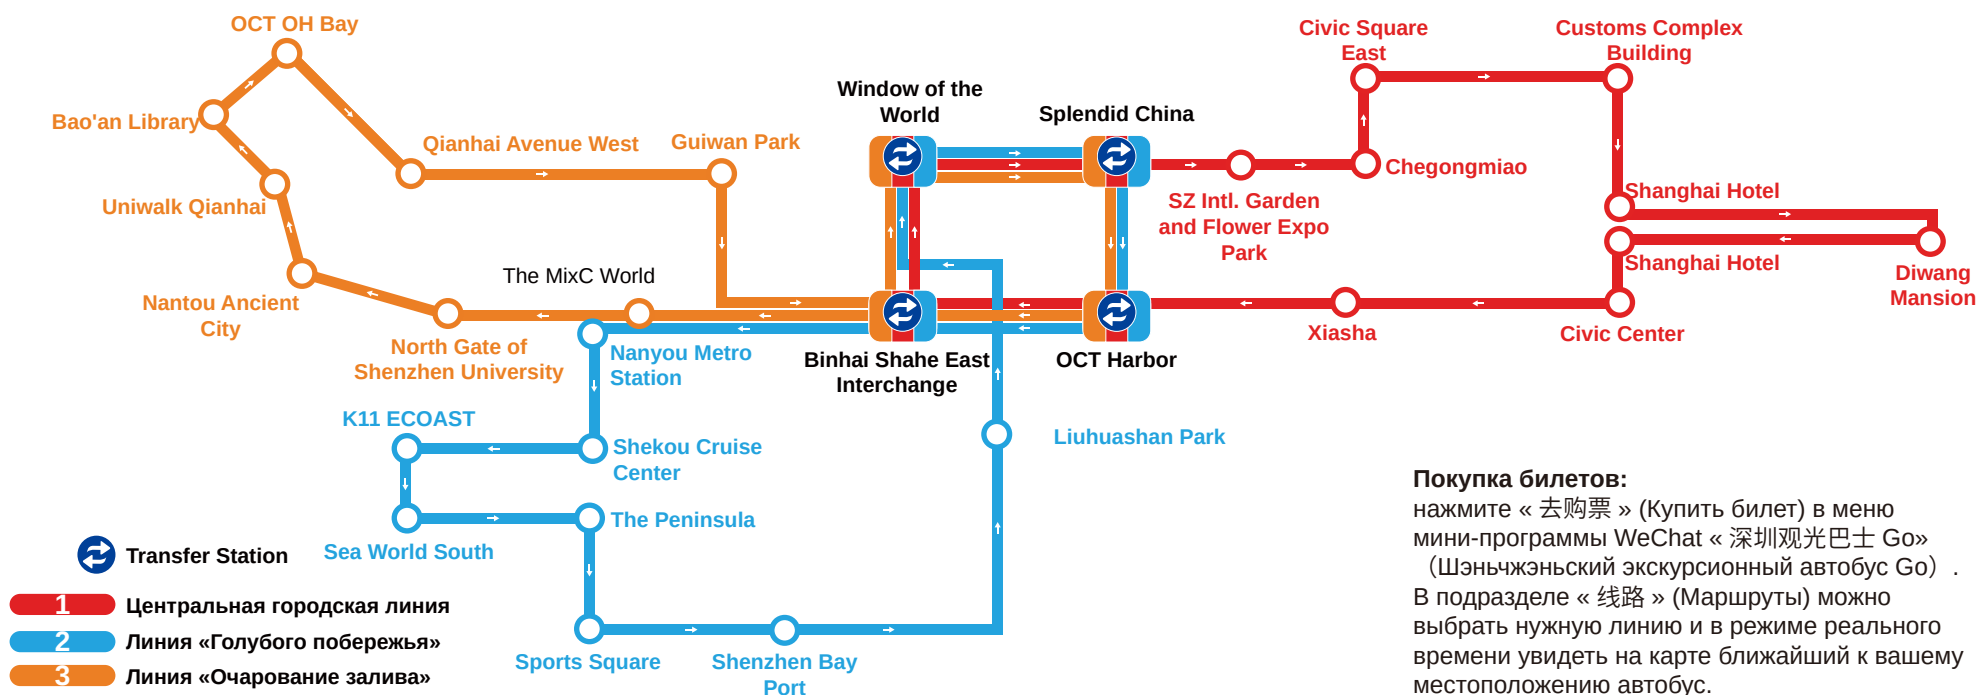 OCT OH Bay
Bao'an Library
Qianhai Avenue West
Guiwan Park
Uniwalk Qianhai
Nantou Ancient
City
The MixC World
North Gate of
Shenzhen University
Window of the
World
Splendid China
Civic Square
East
Customs Complex
Building
Chegongmiao
SZ Intl. Garden
and Flower Expo
Park
Shanghai Hotel
Shanghai Hotel
Diwang
Mansion
Xiasha
Civic Center
Binhai Shahe East
Interchange
OCT Harbor
Nanyou Metro
Station
K11 ECOAST
Shekou Cruise
Center
Liuhuashan Park
Sea World South
The Peninsula
Sports Square
Shenzhen Bay
Port
Transfer Station
1 Центральная городская линия
2 Линия «Голубого побережья»
3 Линия «Очарование залива»
Покупка билетов:
нажмите « 去购票 » (Купить билет) в меню
мини-программы WeChat « 深圳观光巴士 Go»
（Шэньчжэньский экскурсионный автобус Go）.
В подразделе « 线路 » (Маршруты) можно
выбрать нужную линию и в режиме реального
времени увидеть на карте ближайший к вашему
местоположению автобус.